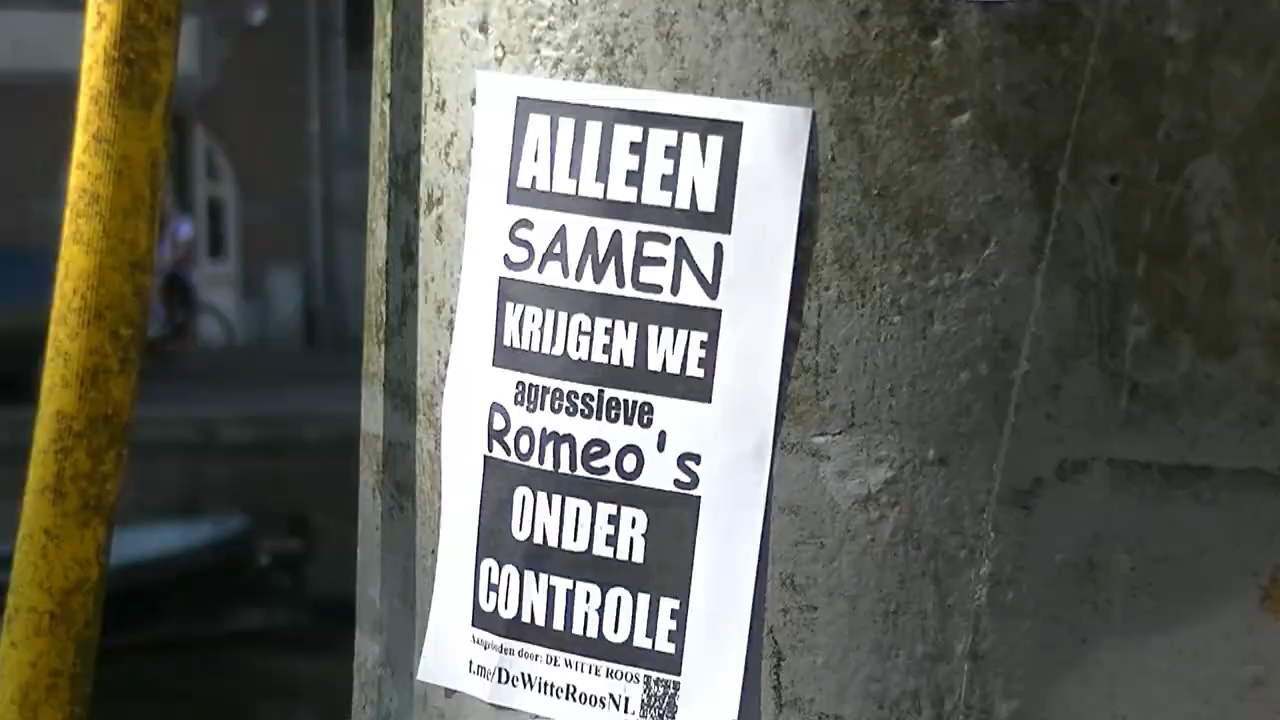 ALLEEN
SAMEN
KRIJGEN WE
agressieve
Romeo's
ONDER
CONTROLE
Aangeboden door: DE WITTE ROOS
t.me/DeWitteRoosNL